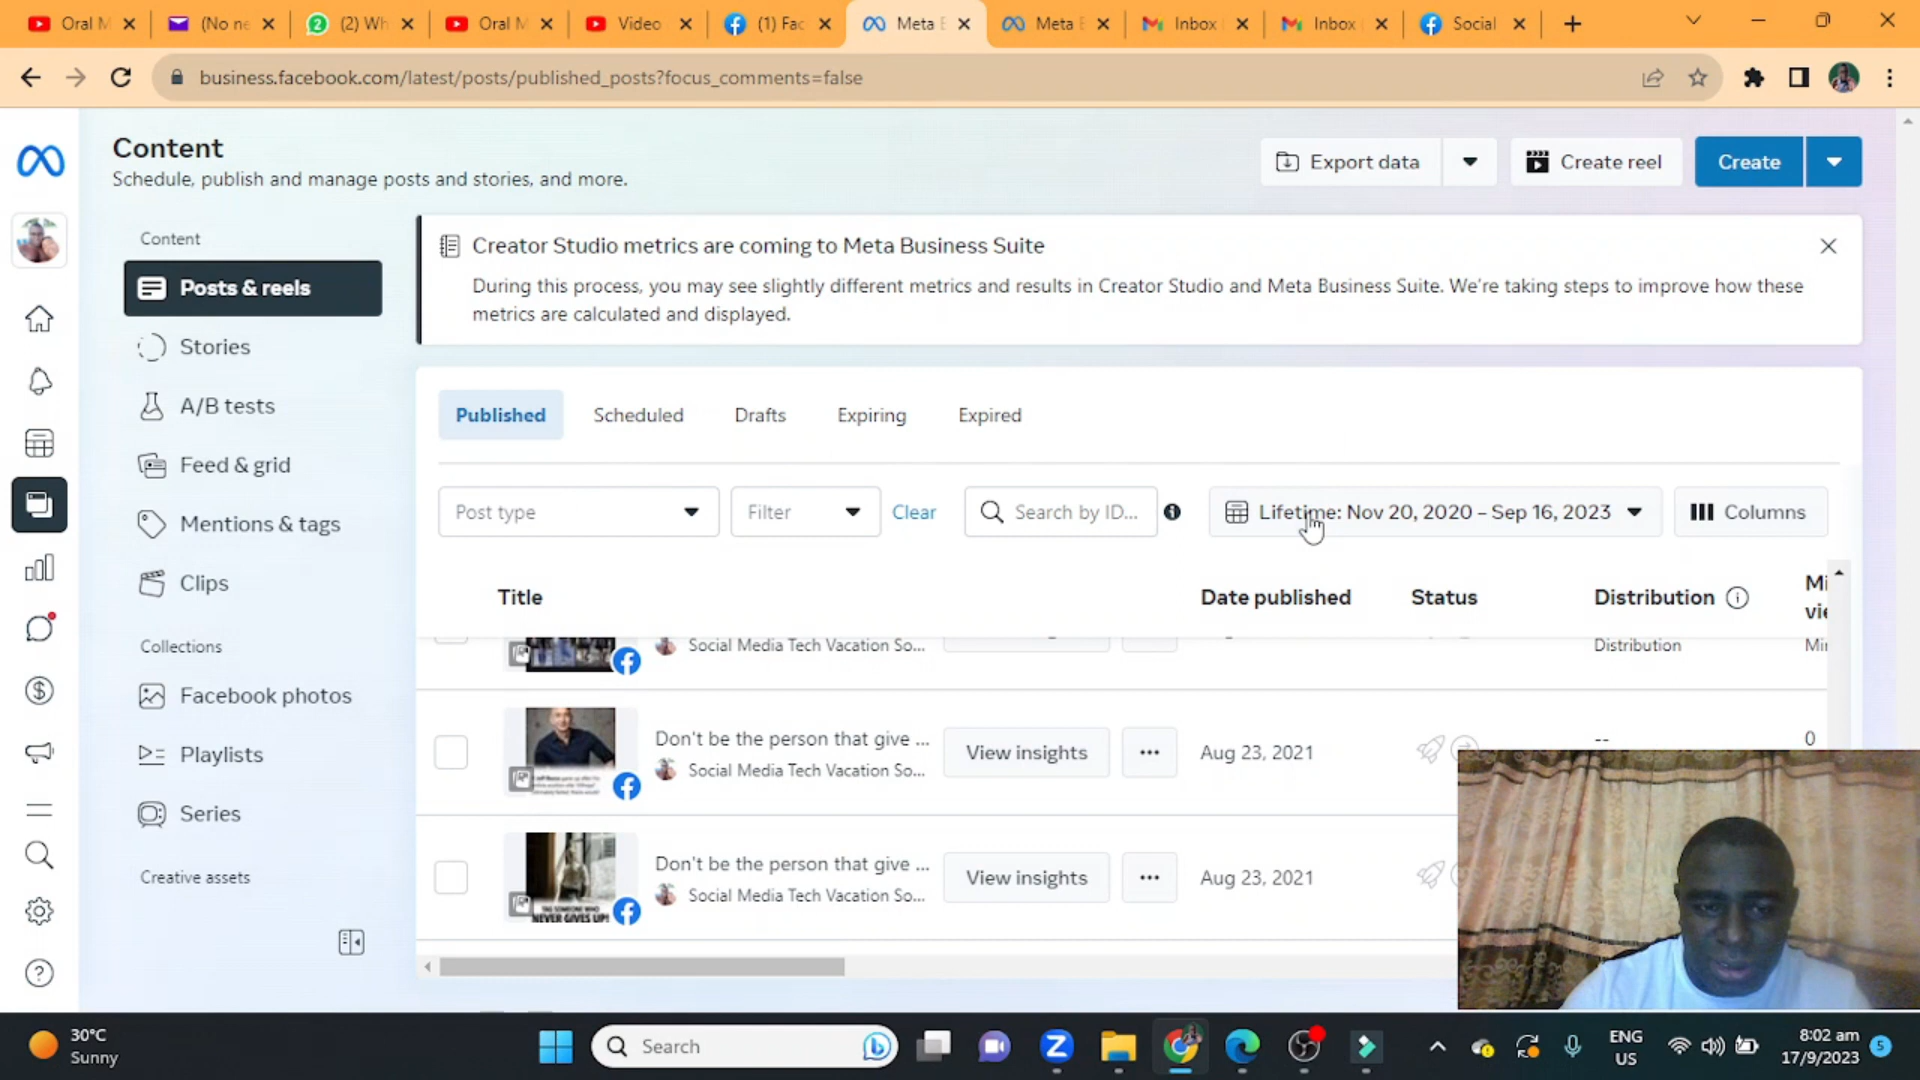 Oral M
(No ne
(2) Wh
Oral M
Video
(1) Fac
Meta E
Meta E
Inbox
Inbox
Social
business.facebook.com/latest/posts/published_posts?focus_comments=false
Content
Schedule, publish and manage posts and stories, and more.
Export data
Create reel
Create
Content
Posts & reels
Stories
A/B tests
Feed & grid
Mentions & tags
Clips
Collections
Facebook photos
Playlists
Series
Creative assets
Creator Studio metrics are coming to Meta Business Suite
During this process, you may see slightly different metrics and results in Creator Studio and Meta Business Suite. We're taking steps to improve how these
metrics are calculated and displayed.
Published Scheduled Drafts Expiring Expired
Post type
Filter
Clear
Search by ID...
Lifetime: Nov 20, 2020 – Sep 16, 2023
Columns
Title Date published Status Distribution
Social Media Tech Vacation So...
Distribution
Don't be the person that give ...
Social Media Tech Vacation So...
View insights
Aug 23, 2021
--
0
Don't be the person that give ...
Social Media Tech Vacation So...
NEVER GIVES UP!
View insights
Aug 23, 2021
30°C
Sunny
Search
ENG
US
8:02 am
17/9/2023
5